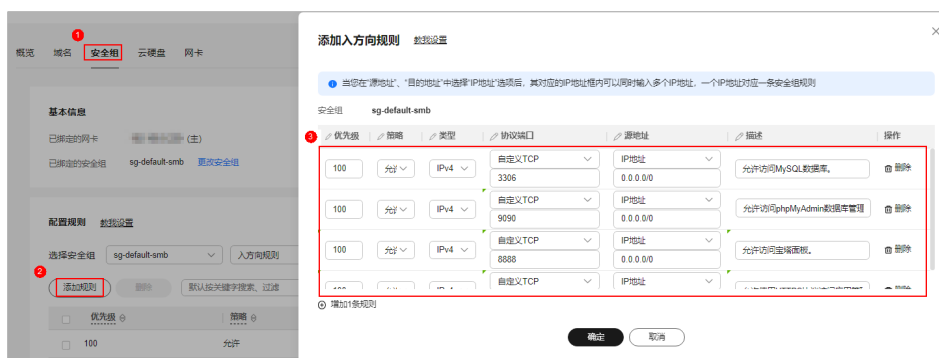 1
概览 域名 安全组 云硬盘 网卡
基本信息
已绑定的网卡 (主)
已绑定的安全组 sg-default-smb 更改安全组
配置规则 教我设置
选择安全组 sg-default-smb 入方向规则
2
添加规则 删除 默认按关键字搜索、过滤
优先级 策略
100 允许
添加入方向规则 教我设置
当您在“源地址”、“目的地址”中选择“IP地址”选项后，其对应的IP地址框内可以同时输入多个IP地址，一个IP地址对应一条安全组规则
安全组 sg-default-smb
3
优先级 策略 类型 协议端口 源地址 描述 操作
100 允许 IPv4 自定义TCP IP地址 允许访问MySQL数据库。 删除
3306 0.0.0.0/0
100 允许 IPv4 自定义TCP IP地址 允许访问phpMyAdmin数据库管理 删除
9090 0.0.0.0/0
100 允许 IPv4 自定义TCP IP地址 允许访问宝塔面板。 删除
8888 0.0.0.0/0
自定义TCP IP地址
增加1条规则
确定 取消